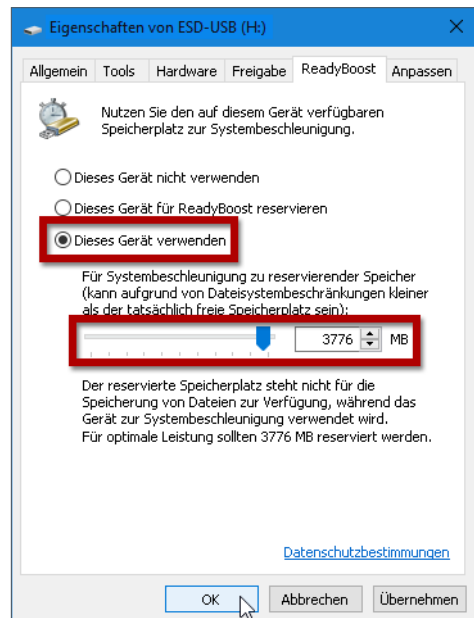 Eigenschaften von ESD-USB (H:)
Allgemein Tools Hardware Freigabe ReadyBoost Anpassen
Nutzen Sie den auf diesem Gerät verfügbaren
Speicherplatz zur Systembeschleunigung.
Dieses Gerät nicht verwenden
Dieses Gerät für ReadyBoost reservieren
Dieses Gerät verwenden
Für Systembeschleunigung zu reservierender Speicher
(kann aufgrund von Dateisystembeschränkungen kleiner
als der tatsächlich freie Speicherplatz sein):
3776 MB
Der reservierte Speicherplatz steht nicht für die
Speicherung von Dateien zur Verfügung, während das
Gerät zur Systembeschleunigung verwendet wird.
Für optimale Leistung sollten 3776 MB reserviert werden.
Datenschutzbestimmungen
OK Abbrechen Übernehmen